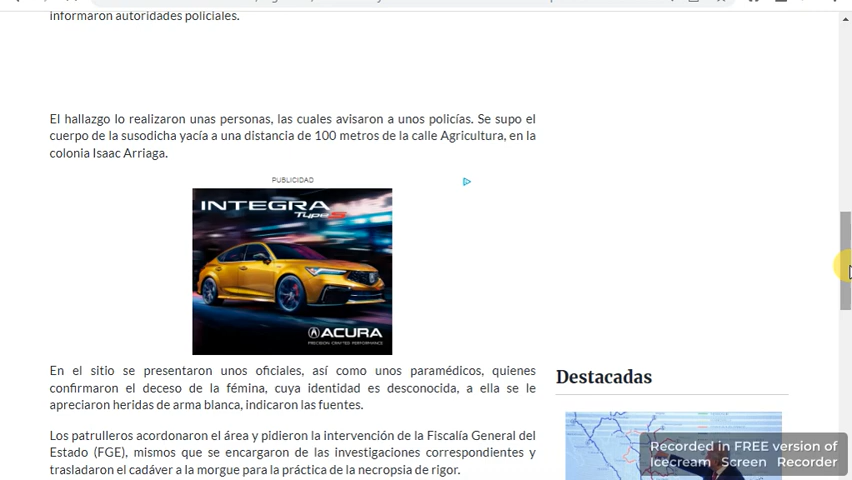 informaron autoridades policiales.
El hallazgo lo realizaron unas personas, las cuales avisaron a unos policías. Se supo el
cuerpo de la susodicha yacía a una distancia de 100 metros de la calle Agricultura, en la
colonia Isaac Arriaga.
PUBLICIDAD
INTEGRA
Type S
ACURA
PRECISION CRAFTED PERFORMANCE
En el sitio se presentaron unos oficiales, así como unos paramédicos, quienes
confirmaron el deceso de la fémina, cuya identidad es desconocida, a ella se le
apreciaron heridas de arma blanca, indicaron las fuentes.
Destacadas
Los patrulleros acordonaron el área y pidieron la intervención de la Fiscalía General del
Estado (FGE), mismos que se encargaron de las investigaciones correspondientes y
trasladaron el cadáver a la morgue para la práctica de la necropsia de rigor.
Recorded in FREE version of
Icecream Screen Recorder